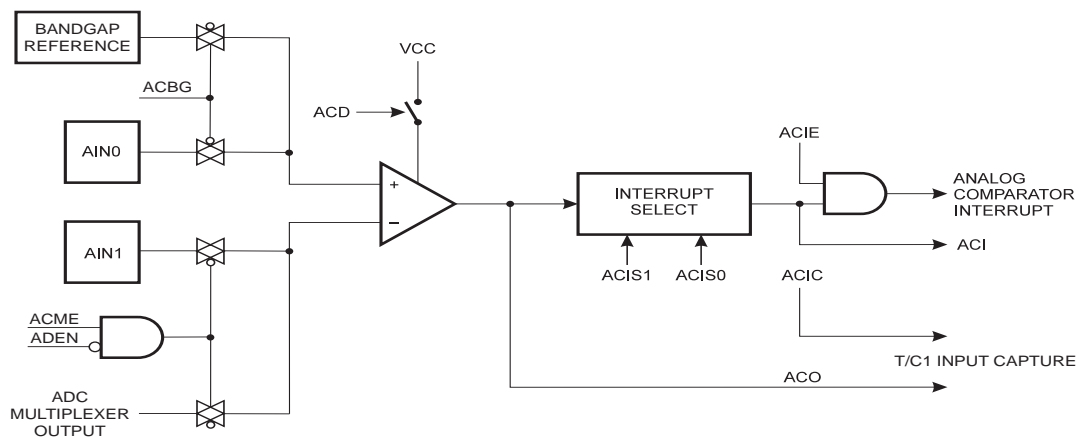 BANDGAP
REFERENCE
VCC
ACBG
ACD
ACIE
AIN0
+
INTERRUPT
SELECT
ANALOG
COMPARATOR
INTERRUPT
−
AIN1
ACI
ACIS1
ACIS0
ACIC
ACME
ADEN
T/C1 INPUT CAPTURE
ACO
ADC
MULTIPLEXER
OUTPUT